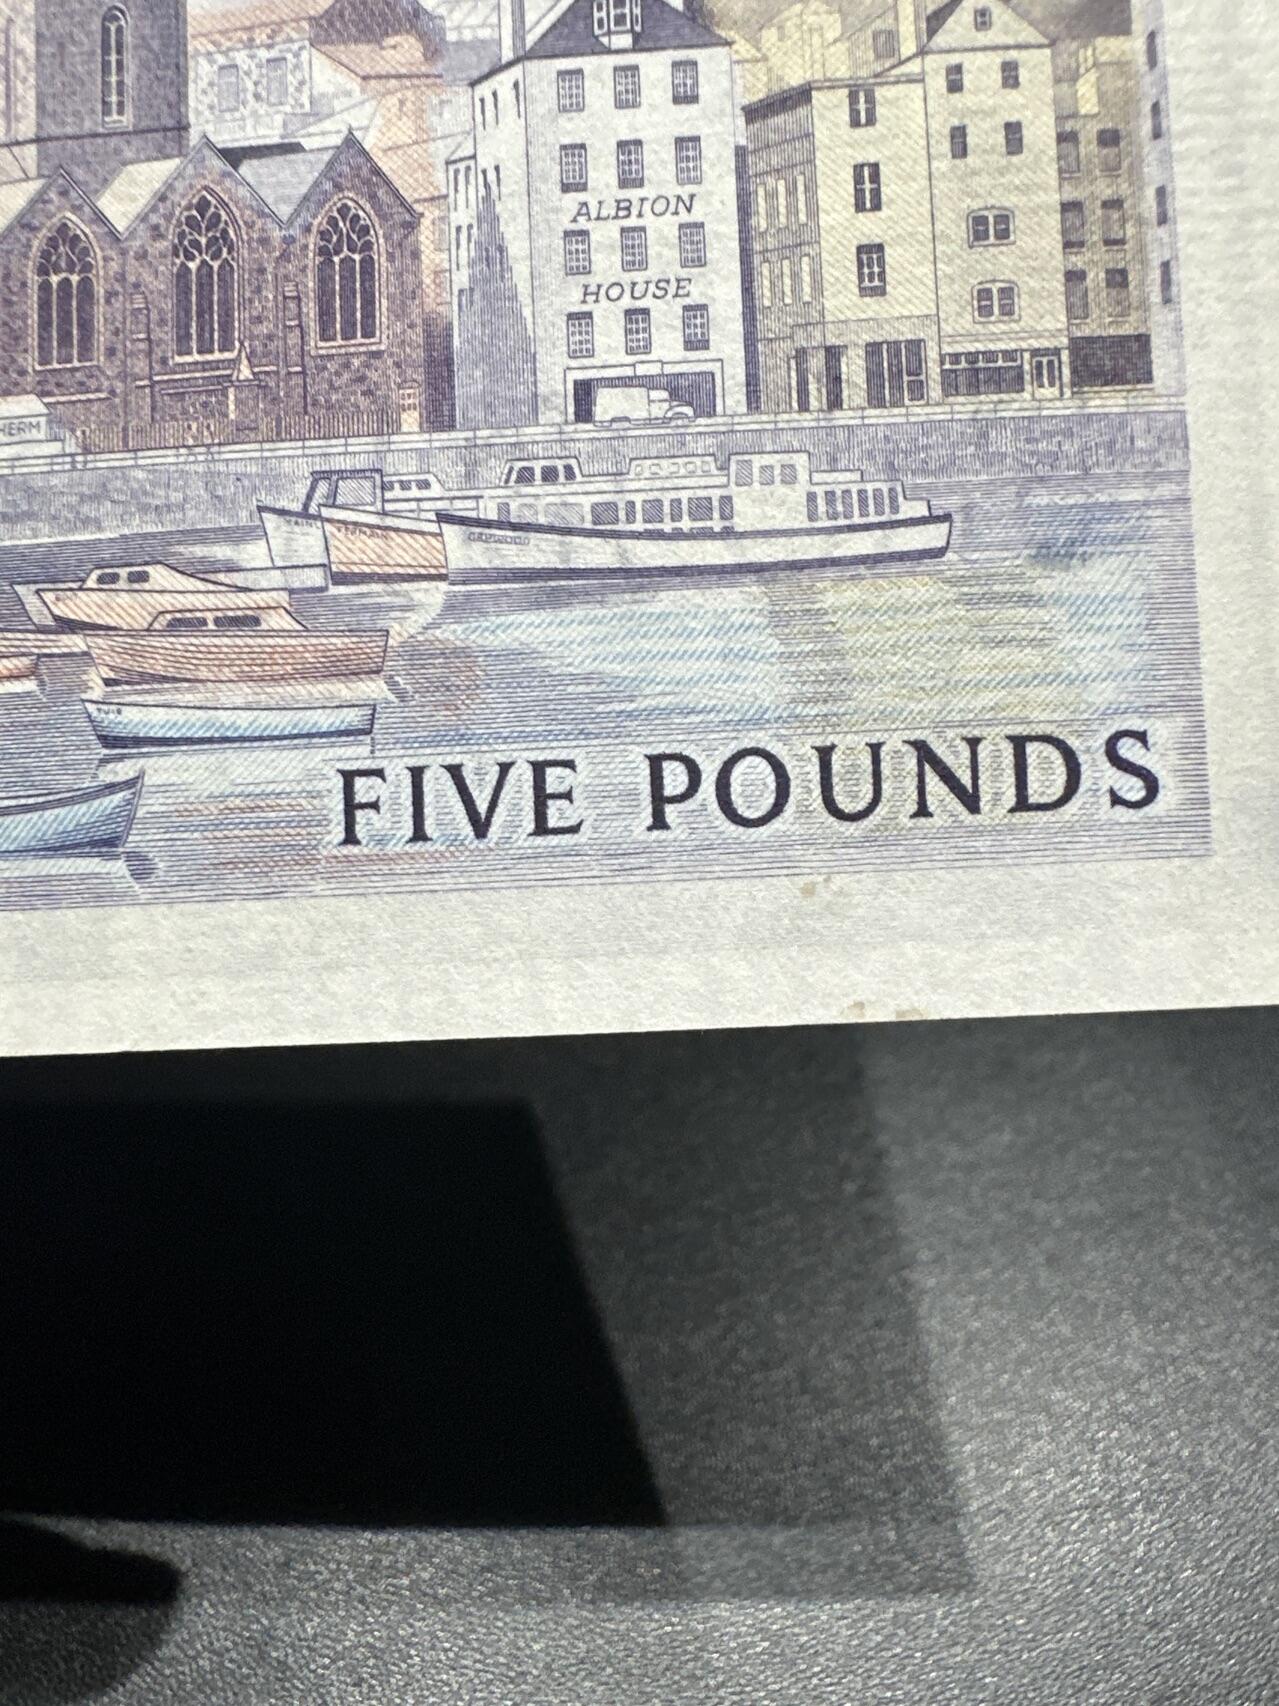 ALBION
HOUSE
HERM
FIVE POUNDS